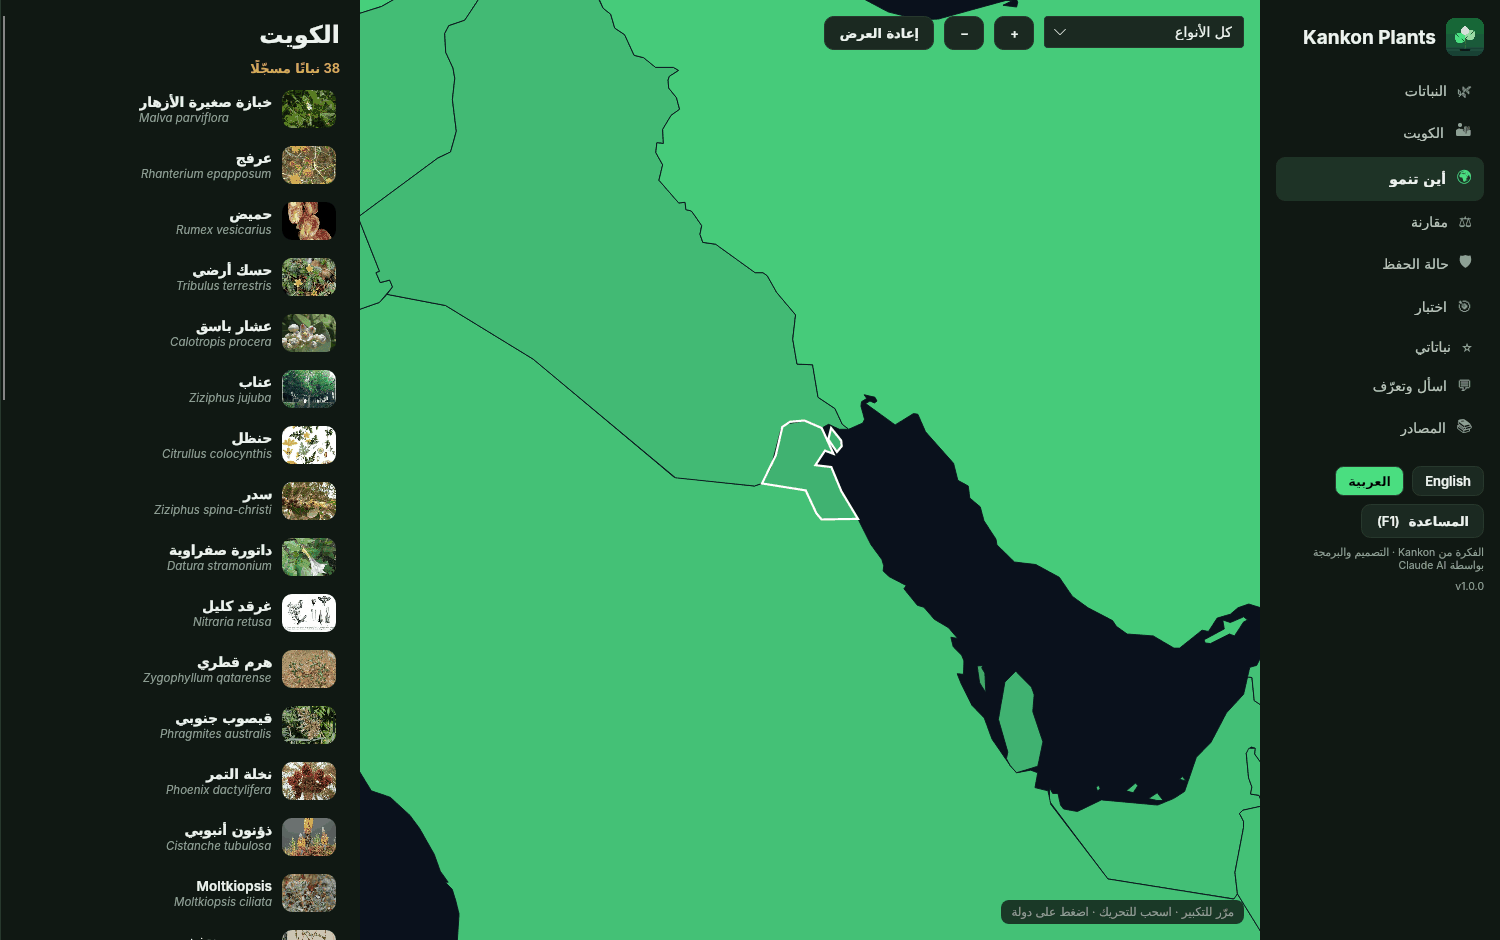 Kankon Plants
النباتات
الكويت
أين تنمو
مقارنة
حالة الحفظ
اختبار
نباتاتي
اسأل وتعرّف
المصادر
English
العربية
المساعدة (F1)
الفكرة من Kankon · التصميم والبرمجة
بواسطة Claude AI
v1.0.0
كل الأنواع
+
−
إعادة العرض
مرّر للتكبير · اسحب للتحريك · اضغط على دولة
الكويت
38 نباتًا مسجّلًا
خبازة صغيرة الأزهار
Malva parviflora
عرفج
Rhanterium epapposum
حميض
Rumex vesicarius
حسك أرضي
Tribulus terrestris
عشار باسق
Calotropis procera
عناب
Ziziphus jujuba
حنظل
Citrullus colocynthis
سدر
Ziziphus spina-christi
داتورة صفراوية
Datura stramonium
غرقد كليل
Nitraria retusa
هرم قطري
Zygophyllum qatarense
قيصوب جنوبي
Phragmites australis
نخلة التمر
Phoenix dactylifera
ذؤنون أنبوبي
Cistanche tubulosa
Moltkiopsis
Moltkiopsis ciliata